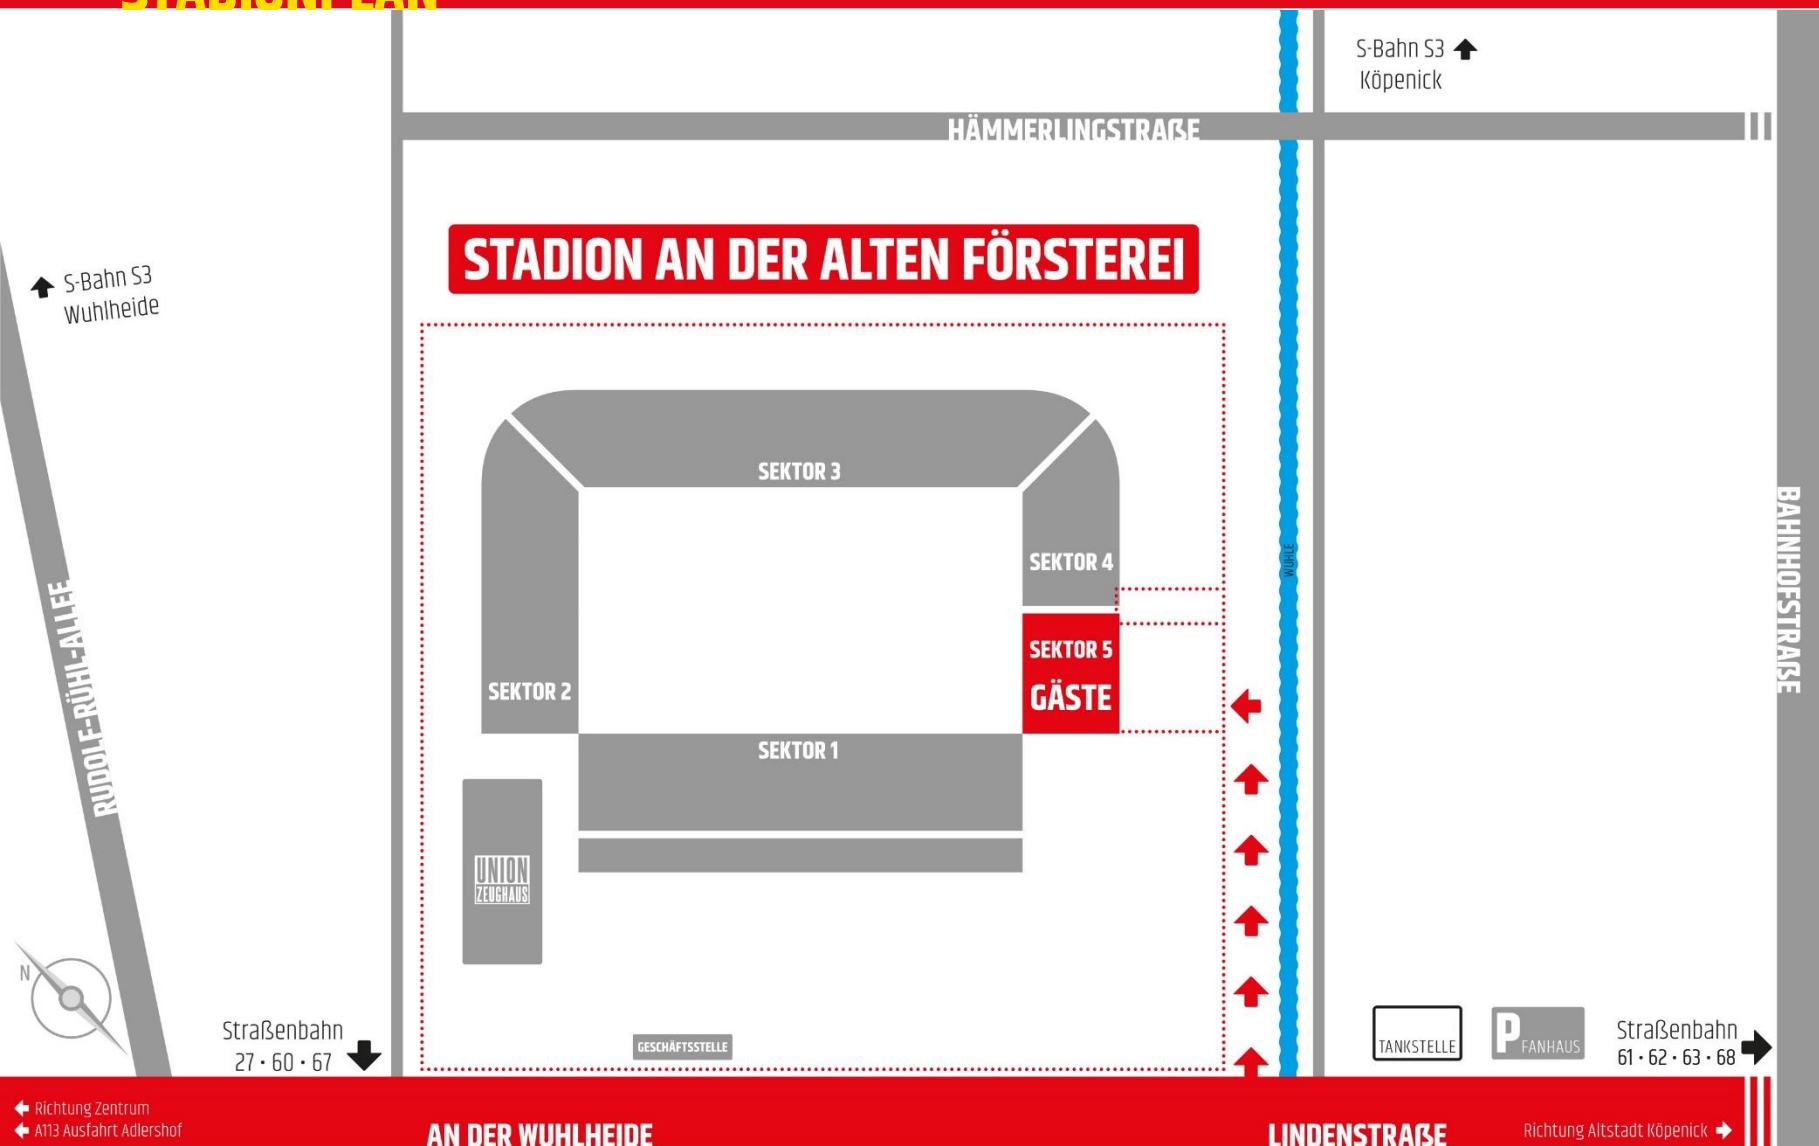 STADIONPLAN
S-Bahn S3
Köpenick
HÄMMERLINGSTRAßE
STADION AN DER ALTEN FÖRSTEREI
S-Bahn S3
Wuhlheide
SEKTOR 3
SEKTOR 4
SEKTOR 5
GÄSTE
SEKTOR 2
SEKTOR 1
WUHLE
BAHNHOFSTRAßE
RUDOLF-RÜHL-ALLEE
UNION
ZEUGHAUS
N
Straßenbahn
27 · 60 · 67
GESCHÄFTSSTELLE
TANKSTELLE
P
FANHAUS
Straßenbahn
61 · 62 · 63 · 68
Richtung Zentrum
A113 Ausfahrt Adlershof
AN DER WUHLHEIDE
LINDENSTRAßE
Richtung Altstadt Köpenick